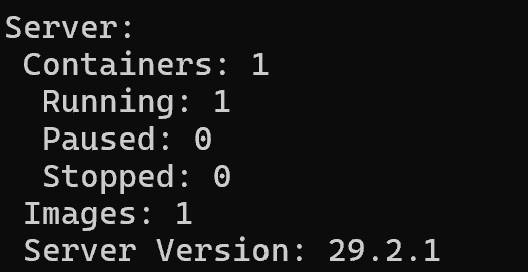 Server:
 Containers: 1
  Running: 1
  Paused: 0
  Stopped: 0
 Images: 1
 Server Version: 29.2.1